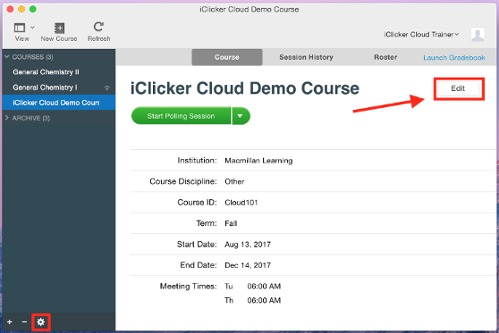 iClicker Cloud Demo Course
View New Course Refresh
iClicker Cloud Trainer
COURSES (3)
Course Session History Roster Launch Gradebook
General Chemistry II
General Chemistry I
iClicker Cloud Demo Coun
ARCHIVE (3)
iClicker Cloud Demo Course
Edit
Start Polling Session
Institution: Macmillan Learning
Course Discipline: Other
Course ID: Cloud101
Term: Fall
Start Date: Aug 13, 2017
End Date: Dec 14, 2017
Meeting Times: Tu 06:00 AM
Th 06:00 AM